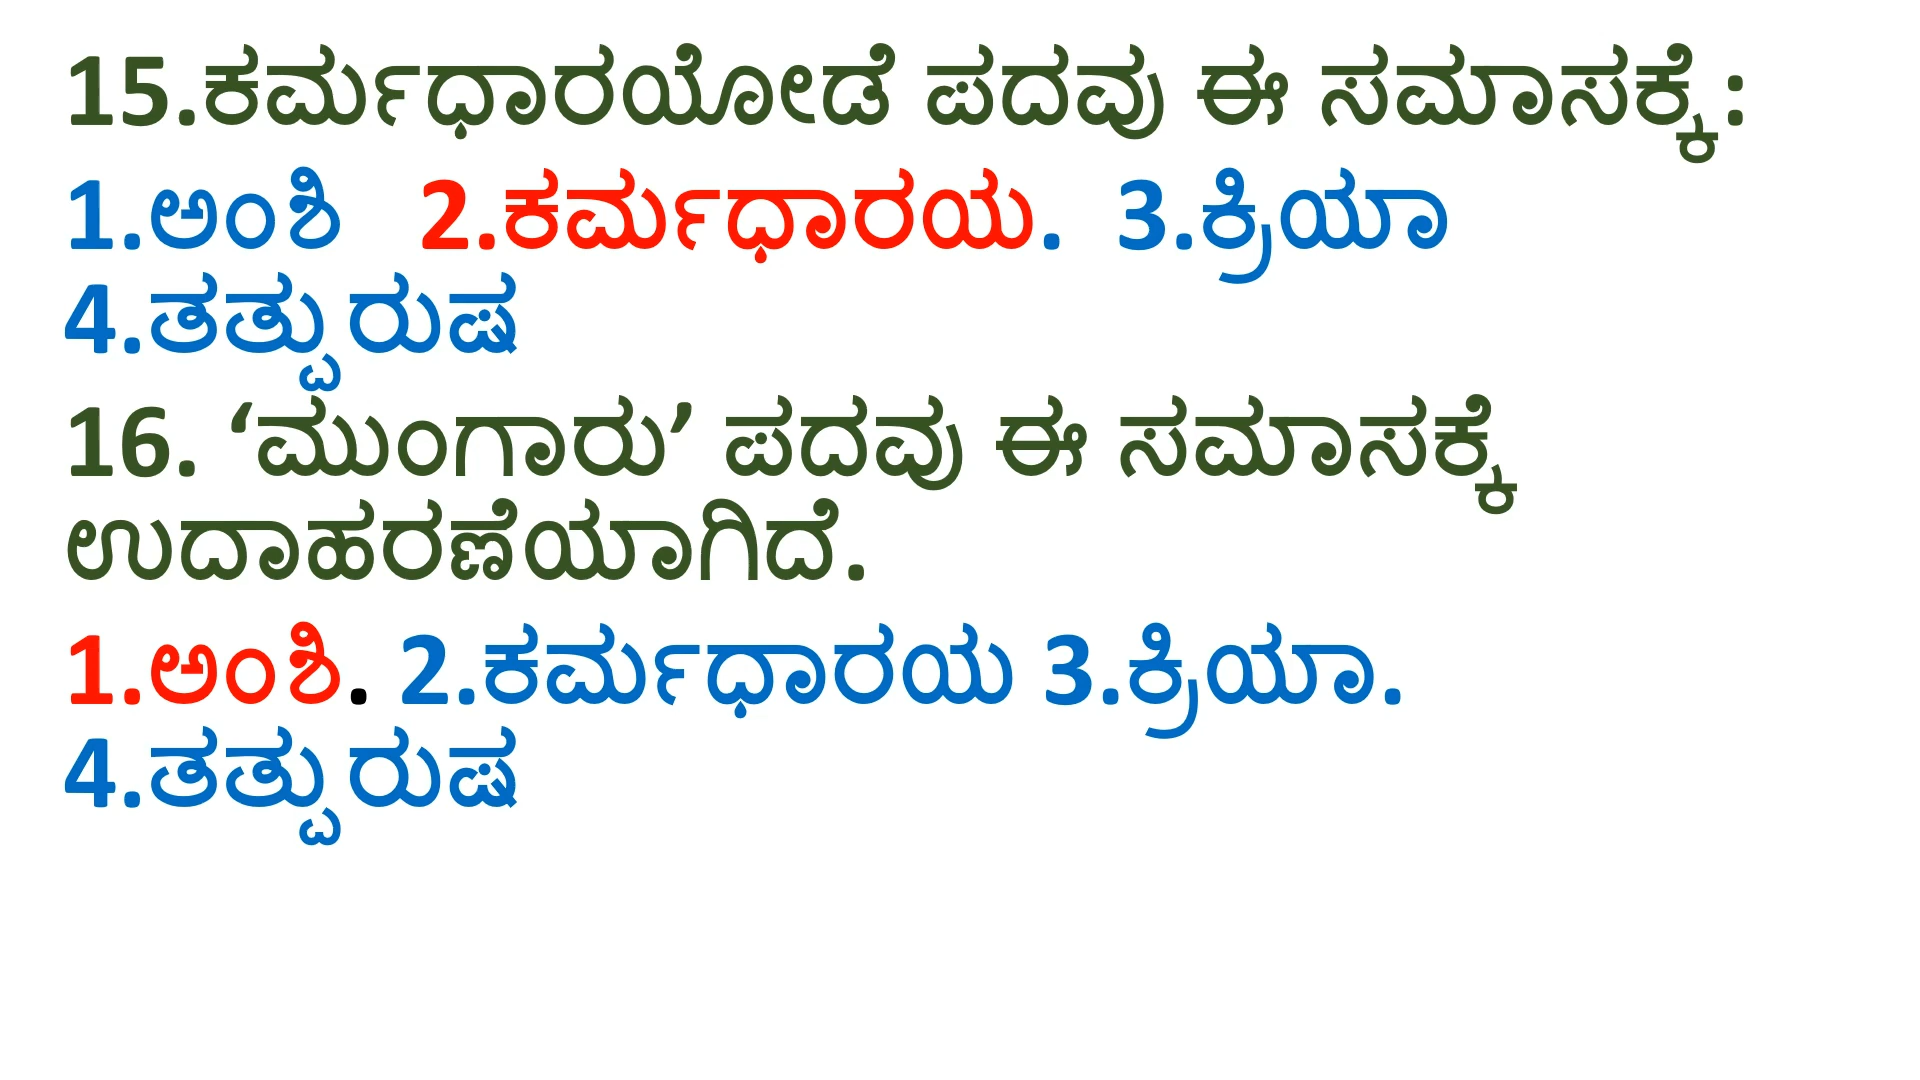 15.ಕರ್ಮಧಾರಯೋಡೆ ಪದವು ಈ ಸಮಾಸಕ್ಕೆ:
1.ಅಂಶಿ 2.ಕರ್ಮಧಾರಯ. 3.ಕ್ರಿಯಾ
4.ತತ್ಪುರುಷ
16. ‘ಮುಂಗಾರು’ ಪದವು ಈ ಸಮಾಸಕ್ಕೆ
ಉದಾಹರಣೆಯಾಗಿದೆ.
1.ಅಂಶಿ. 2.ಕರ್ಮಧಾರಯ 3.ಕ್ರಿಯಾ.
4.ತತ್ಪುರುಷ